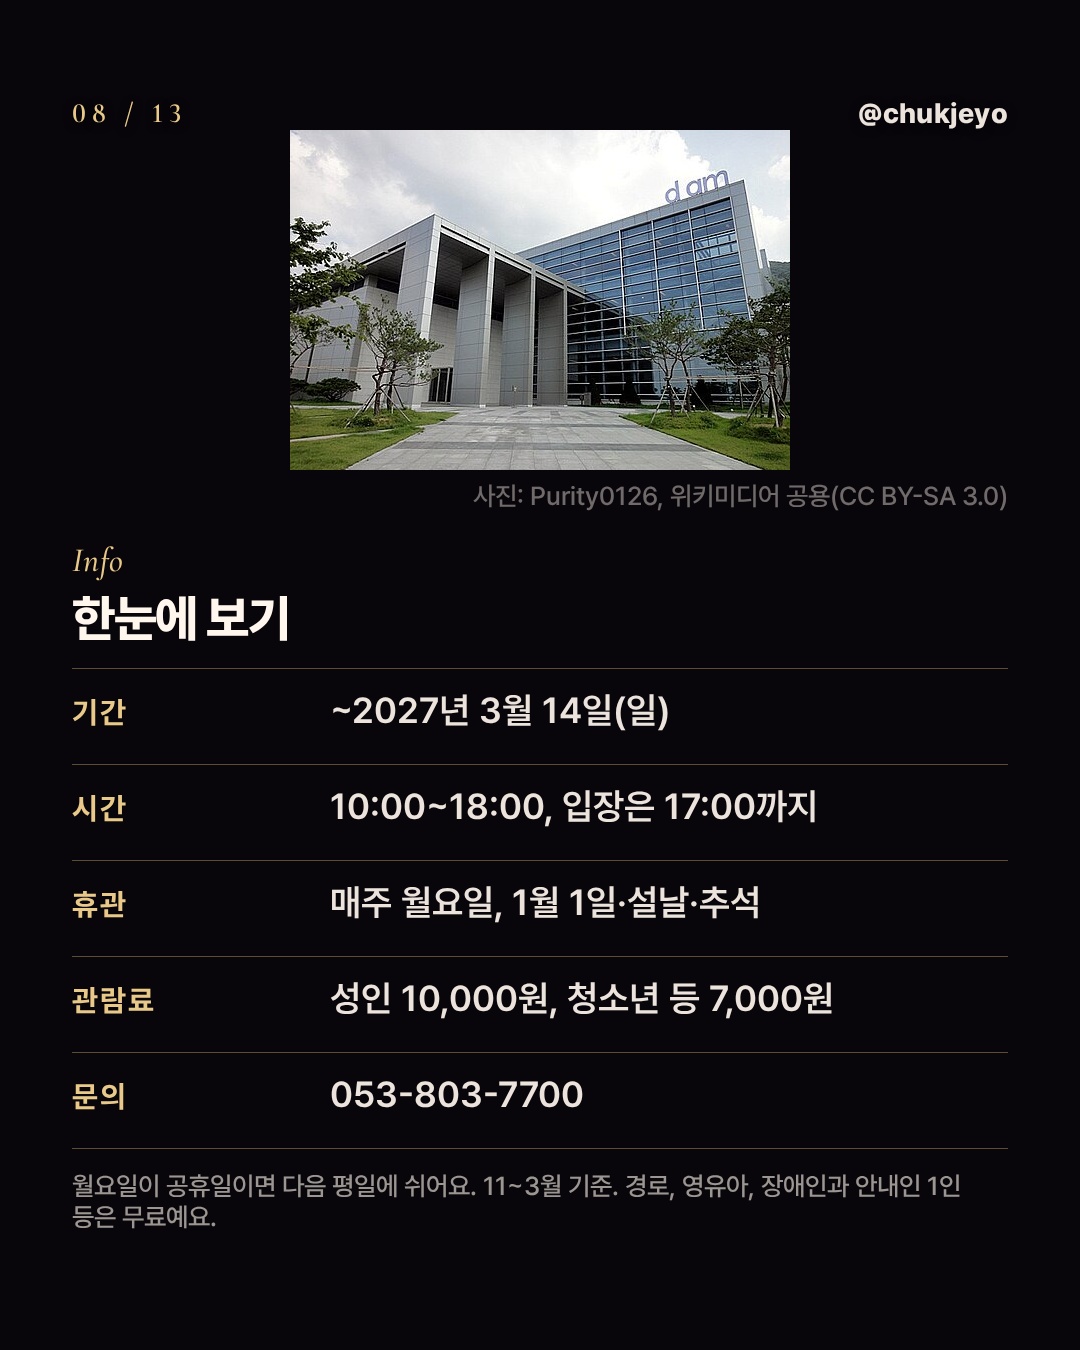 08 / 13
@chukjeyo
d gm
사진: Purity0126, 위키미디어 공용(CC BY-SA 3.0)
Info
한눈에 보기
기간 ~2027년 3월 14일(일)
시간 10:00~18:00, 입장은 17:00까지
휴관 매주 월요일, 1월 1일·설날·추석
관람료 성인 10,000원, 청소년 등 7,000원
문의 053-803-7700
월요일이 공휴일이면 다음 평일에 쉬어요. 11~3월 기준. 경로, 영유아, 장애인과 안내인 1인
등은 무료예요.